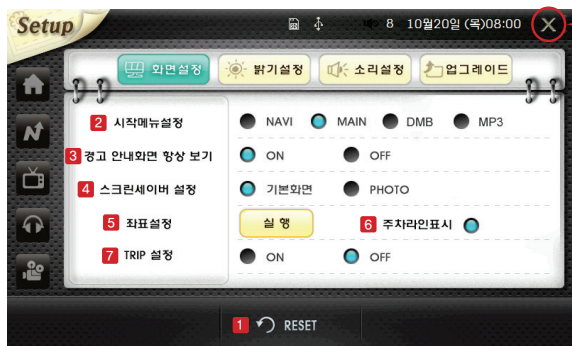 Setup 8 10월20일 (목)08:00
화면설정 밝기설정 소리설정 업그레이드
2 시작메뉴설정 NAVI MAIN DMB MP3
3 경고 안내화면 항상 보기 ON OFF
4 스크린세이버 설정 기본화면 PHOTO
5 좌표설정 실 행 6 주차라인표시
7 TRIP 설정 ON OFF
1 RESET